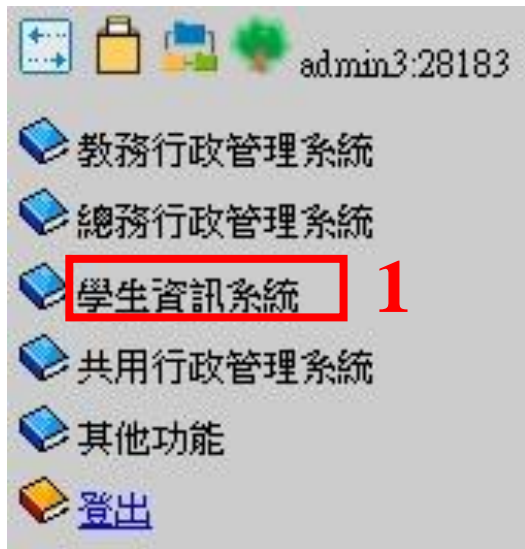 admin3:28183
教務行政管理系統
總務行政管理系統
學生資訊系統 1
共用行政管理系統
其他功能
登出